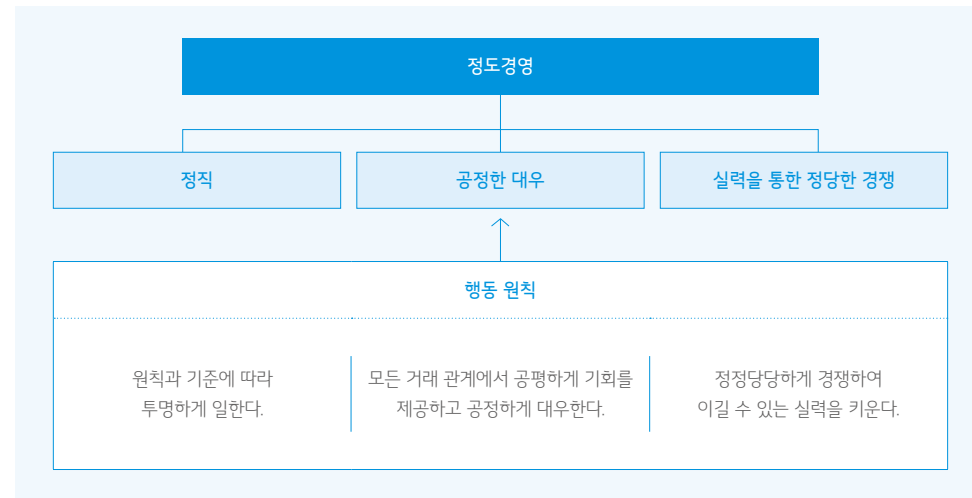 정도경영
정직
공정한 대우
실력을 통한 정당한 경쟁
행동 원칙
원칙과 기준에 따라
투명하게 일한다.
모든 거래 관계에서 공평하게 기회를
제공하고 공정하게 대우한다.
정정당당하게 경쟁하여
이길 수 있는 실력을 키운다.